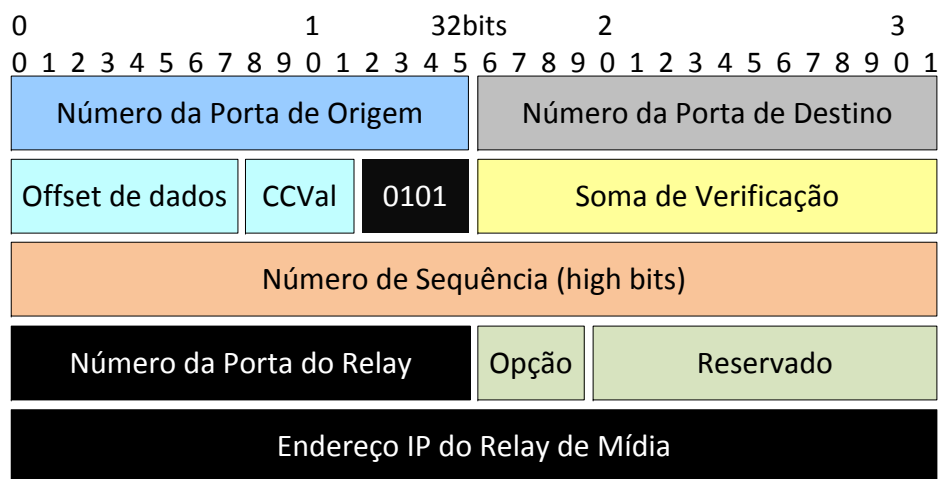 0 1 32bits 2 3
0 1 2 3 4 5 6 7 8 9 0 1 2 3 4 5 6 7 8 9 0 1 2 3 4 5 6 7 8 9 0 1
Número da Porta de Origem Número da Porta de Destino
Offset de dados CCVal 0101 Soma de Verificação
Número de Sequência (high bits)
Número da Porta do Relay Opção Reservado
Endereço IP do Relay de Mídia